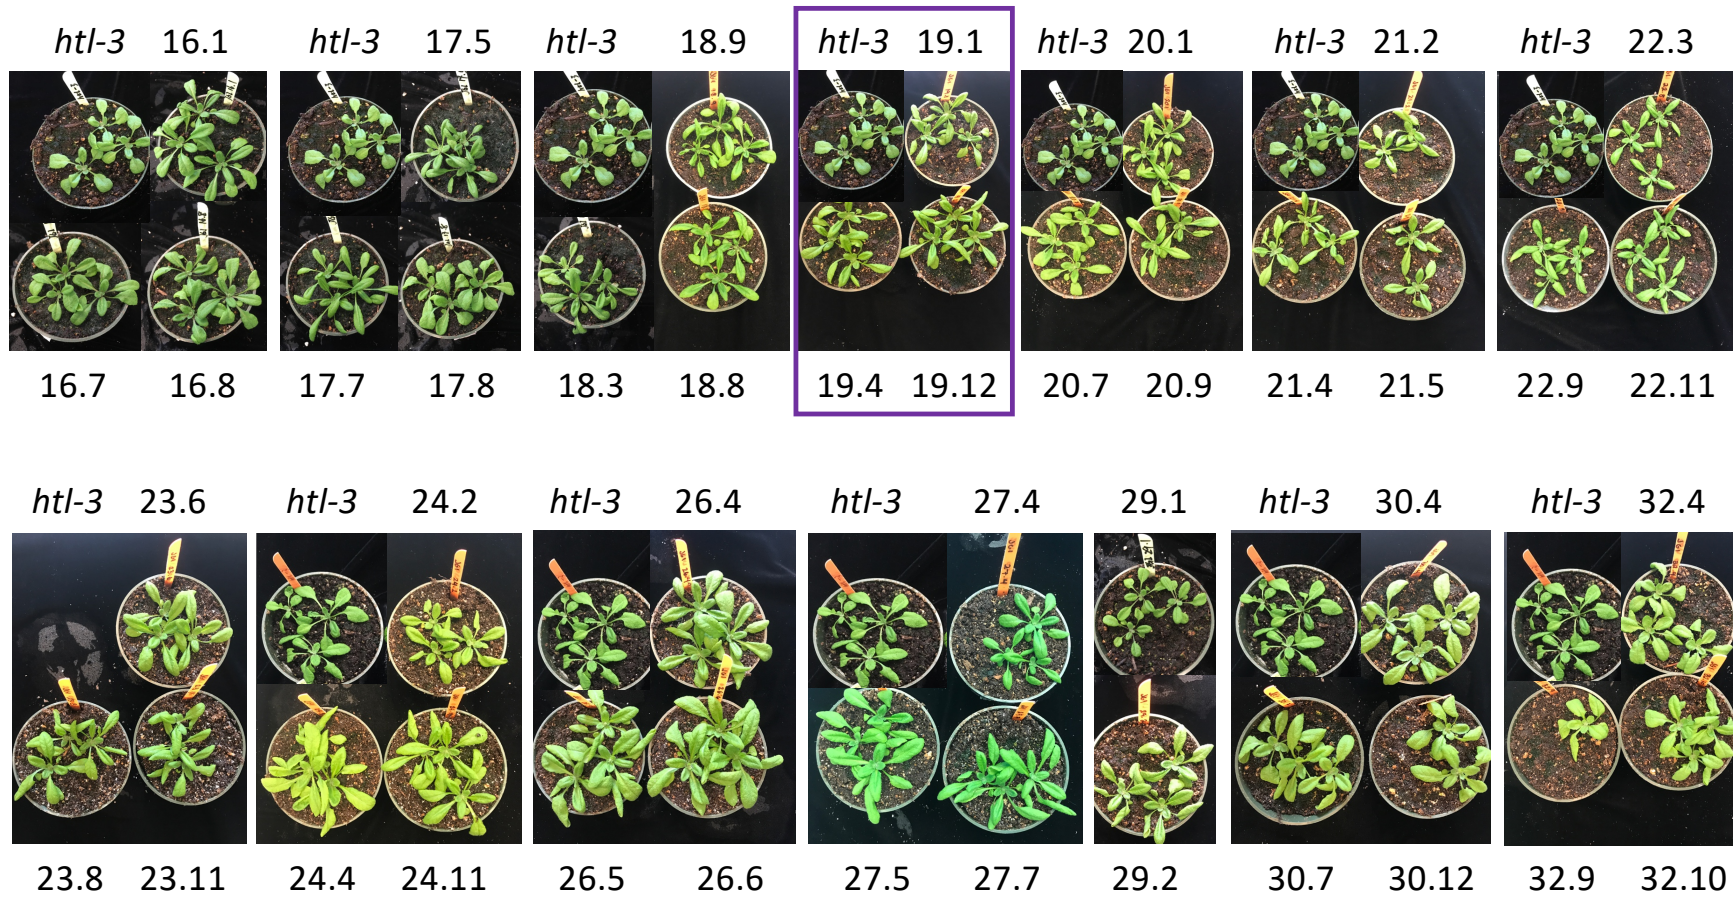 htl-3 16.1 htl-3 17.5 htl-3 18.9 htl-3 19.1 htl-3 20.1 htl-3 21.2 htl-3 22.3
16.7 16.8 17.7 17.8 18.3 18.8 19.4 19.12 20.7 20.9 21.4 21.5 22.9 22.11
htl-3 23.6 htl-3 24.2 htl-3 26.4 htl-3 27.4 29.1 htl-3 30.4 htl-3 32.4
23.8 23.11 24.4 24.11 26.5 26.6 27.5 27.7 29.2 30.7 30.12 32.9 32.10